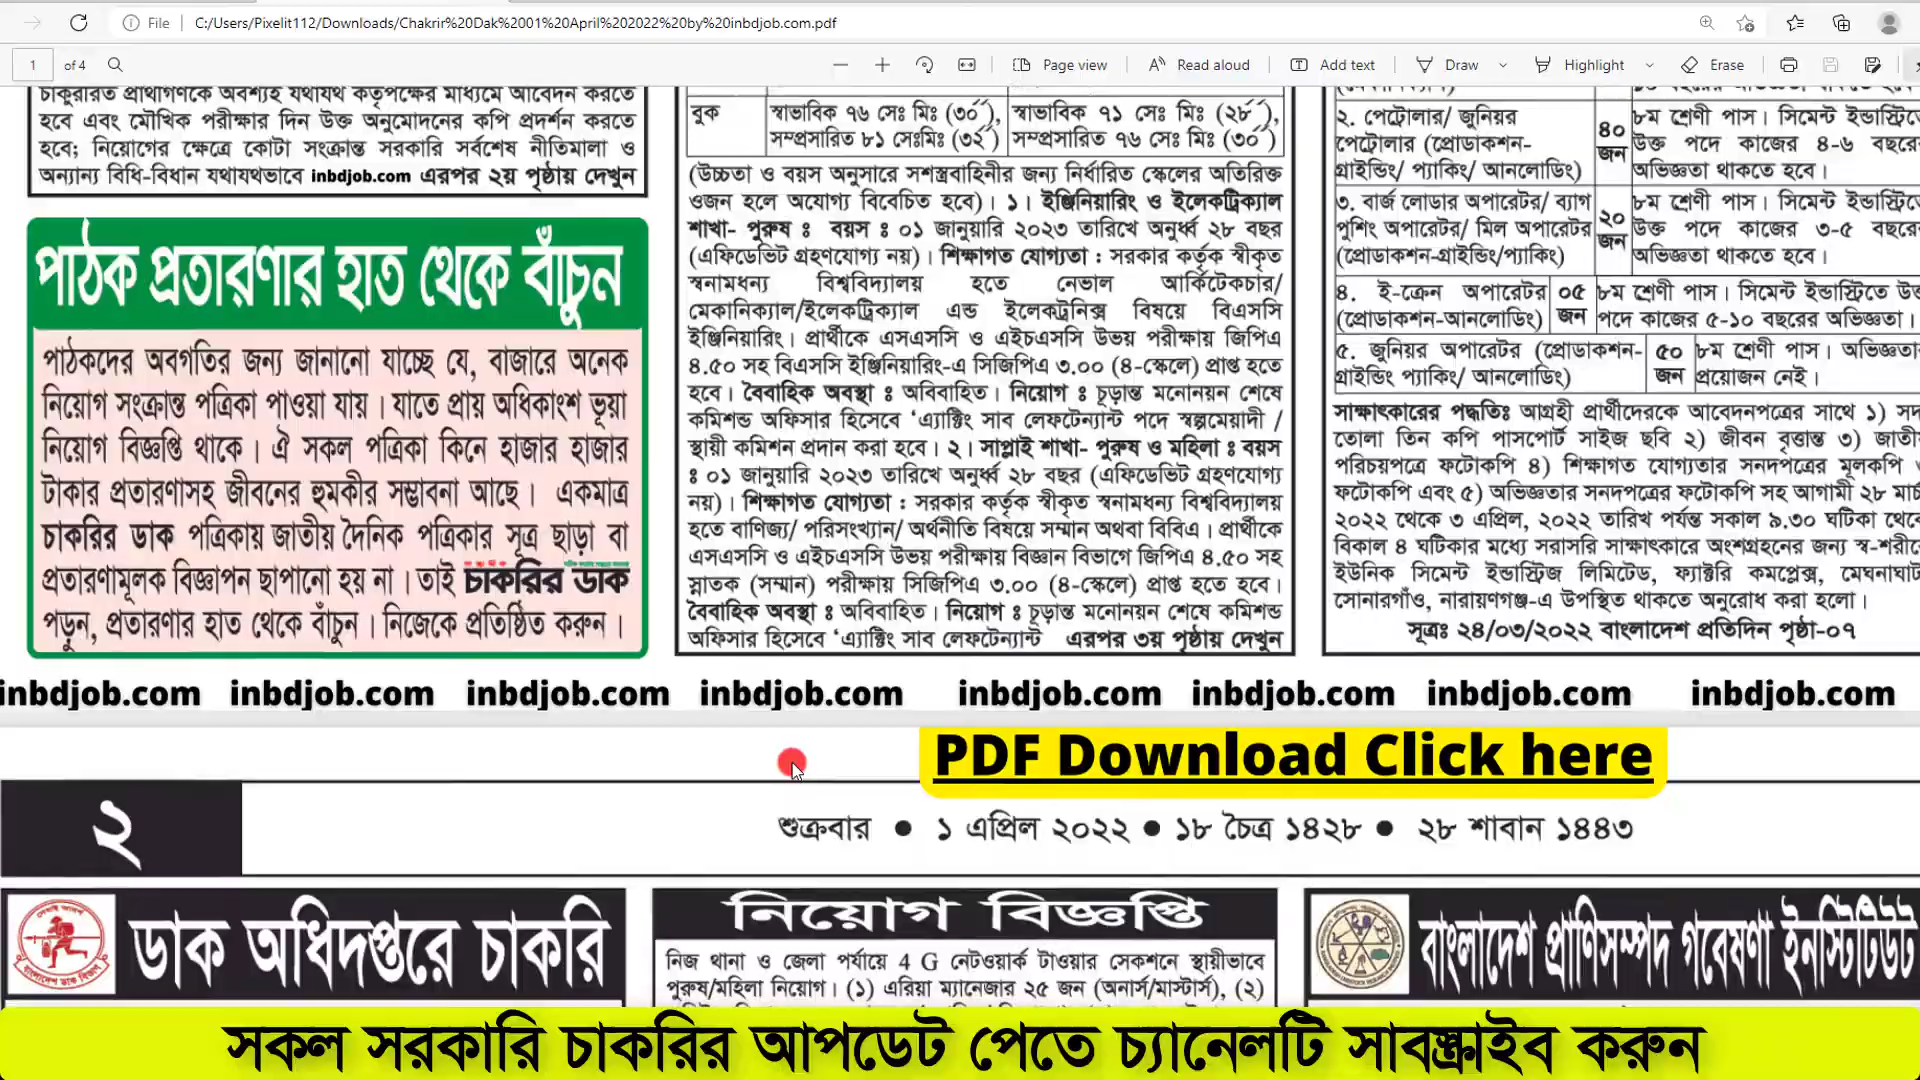 File C:/Users/Pixelit112/Downloads/Chakrir%20Dak%2001%20April%202022%20by%20inbdjob.com.pdf
1 of 4 Page view Read aloud Add text Draw Highlight Erase
চাকুরীরত প্রার্থীগণকে অবশ্যই যথাযথ কর্তৃপক্ষের মাধ্যমে আবেদন করতে
হবে এবং মৌখিক পরীক্ষার দিন উক্ত অনুমোদনের কপি প্রদর্শন করতে
হবে; নিয়োগের ক্ষেত্রে কোটা সংক্রান্ত সরকারি সর্বশেষ নীতিমালা ও
অন্যান্য বিধি-বিধান যথাযথভাবে inbdjob.com এরপর ২য় পৃষ্ঠায় দেখুন
পাঠক প্রতারণার হাত থেকে বাঁচুন
পাঠকদের অবগতির জন্য জানানো যাচ্ছে যে, বাজারে অনেক
নিয়োগ সংক্রান্ত পত্রিকা পাওয়া যায়। যাতে প্রায় অধিকাংশ ভূয়া
নিয়োগ বিজ্ঞপ্তি থাকে। ঐ সকল পত্রিকা কিনে হাজার হাজার
টাকার প্রতারণাসহ জীবনের হুমকীর সম্ভাবনা আছে। একমাত্র
চাকরির ডাক পত্রিকায় জাতীয় দৈনিক পত্রিকার সূত্র ছাড়া বা
প্রতারণামূলক বিজ্ঞাপন ছাপানো হয় না। তাই চাকরির ডাক
পড়ুন, প্রতারণার হাত থেকে বাঁচুন। নিজেকে প্রতিষ্ঠিত করুন।
বুক স্বাভাবিক ৭৬ সেঃ মিঃ (৩০˝), স্বাভাবিক ৭১ সেঃ মিঃ (২৮˝),
সম্প্রসারিত ৮১ সেঃমিঃ (৩২˝) সম্প্রসারিত ৭৬ সেঃ মিঃ (৩০˝)
(উচ্চতা ও বয়স অনুসারে সশস্ত্রবাহিনীর জন্য নির্ধারিত স্কেলের অতিরিক্ত
ওজন হলে অযোগ্য বিবেচিত হবে)। ১। ইঞ্জিনিয়ারিং ও ইলেকট্রিক্যাল
শাখা- পুরুষ ঃ বয়স ঃ ০১ জানুয়ারি ২০২৩ তারিখে অনুর্ধ্ব ২৮ বছর
(এফিডেভিট গ্রহণযোগ্য নয়)। শিক্ষাগত যোগ্যতা : সরকার কর্তৃক স্বীকৃত
স্বনামধন্য বিশ্ববিদ্যালয় হতে নেভাল আর্কিটেকচার/
মেকানিক্যাল/ইলেকট্রিক্যাল এন্ড ইলেকট্রনিক্স বিষয়ে বিএসসি
ইঞ্জিনিয়ারিং। প্রার্থীকে এসএসসি ও এইচএসসি উভয় পরীক্ষায় জিপিএ
৪.৫০ সহ বিএসসি ইঞ্জিনিয়ারিং-এ সিজিপিএ ৩.০০ (৪-স্কেলে) প্রাপ্ত হতে
হবে। বৈবাহিক অবস্থা ঃ অবিবাহিত। নিয়োগ ঃ চূড়ান্ত মনোনয়ন শেষে
কমিশন্ড অফিসার হিসেবে ‘এ্যাক্টিং সাব লেফটেন্যান্ট পদে স্বল্পমেয়াদী /
স্থায়ী কমিশন প্রদান করা হবে। ২। সাপ্লাই শাখা- পুরুষ ও মহিলা ঃ বয়স
ঃ ০১ জানুয়ারি ২০২৩ তারিখে অনুর্ধ্ব ২৮ বছর (এফিডেভিট গ্রহণযোগ্য
নয়)। শিক্ষাগত যোগ্যতা : সরকার কর্তৃক স্বীকৃত স্বনামধন্য বিশ্ববিদ্যালয়
হতে বাণিজ্য/ পরিসংখ্যান/ অর্থনীতি বিষয়ে সম্মান অথবা বিবিএ। প্রার্থীকে
এসএসসি ও এইচএসসি উভয় পরীক্ষায় বিজ্ঞান বিভাগে জিপিএ ৪.৫০ সহ
স্নাতক (সম্মান) পরীক্ষায় সিজিপিএ ৩.০০ (৪-স্কেলে) প্রাপ্ত হতে হবে।
বৈবাহিক অবস্থা ঃ অবিবাহিত। নিয়োগ ঃ চূড়ান্ত মনোনয়ন শেষে কমিশন্ড
অফিসার হিসেবে ‘এ্যাক্টিং সাব লেফটেন্যান্ট এরপর ৩য় পৃষ্ঠায় দেখুন
২. পেট্রোলার/ জুনিয়র
পেট্রোলার (প্রোডাকশন-
গ্রাইন্ডিং/ প্যাকিং/ আনলোডিং)
৪০
জন
৮ম শ্রেণী পাস। সিমেন্ট ইন্ডাস্ট্রিতে
উক্ত পদে কাজের ৪-৬ বছরের
অভিজ্ঞতা থাকতে হবে।
৩. বার্জ লোডার অপারেটর/ ব্যাগ
পুশিং অপারেটর/ মিল অপারেটর
(প্রোডাকশন-গ্রাইন্ডিং/প্যাকিং)
২০
জন
৮ম শ্রেণী পাস। সিমেন্ট ইন্ডাস্ট্রিতে
উক্ত পদে কাজের ৩-৫ বছরের
অভিজ্ঞতা থাকতে হবে।
৪. ই-ক্রেন অপারেটর
(প্রোডাকশন-আনলোডিং)
০৫
জন
৮ম শ্রেণী পাস। সিমেন্ট ইন্ডাস্ট্রিতে উক্ত
পদে কাজের ৫-১০ বছরের অভিজ্ঞতা।
৫. জুনিয়র অপারেটর (প্রোডাকশন-
গ্রাইন্ডিং প্যাকিং/ আনলোডিং)
৫০
জন
৮ম শ্রেণী পাস। অভিজ্ঞতা
প্রয়োজন নেই।
সাক্ষাৎকারের পদ্ধতিঃ আগ্রহী প্রার্থীদেরকে আবেদনপত্রের সাথে ১) সদ্য
তোলা তিন কপি পাসপোর্ট সাইজ ছবি ২) জীবন বৃত্তান্ত ৩) জাতীয়
পরিচয়পত্রে ফটোকপি ৪) শিক্ষাগত যোগ্যতার সনদপত্রের মূলকপি ও
ফটোকপি এবং ৫) অভিজ্ঞতার সনদপত্রের ফটোকপি সহ আগামী ২৮ মার্চ
২০২২ থেকে ৩ এপ্রিল, ২০২২ তারিখ পর্যন্ত সকাল ৯.৩০ ঘটিকা থেকে
বিকাল ৪ ঘটিকার মধ্যে সরাসরি সাক্ষাৎকারে অংশগ্রহনের জন্য স্ব-শরীরে
ইউনিক সিমেন্ট ইন্ডাস্ট্রিজ লিমিটেড, ফ্যাক্টরি কমপ্লেক্স, মেঘনাঘাট
সোনারগাঁও, নারায়ণগঞ্জ-এ উপস্থিত থাকতে অনুরোধ করা হলো।
সূত্রঃ ২৪/০৩/২০২২ বাংলাদেশ প্রতিদিন পৃষ্ঠা-০৭
inbdjob.com inbdjob.com inbdjob.com inbdjob.com inbdjob.com inbdjob.com inbdjob.com inbdjob.com
PDF Download Click here
২ শুক্রবার ● ১ এপ্রিল ২০২২ ● ১৮ চৈত্র ১৪২৮ ● ২৮ শাবান ১৪৪৩
ডাক অধিদপ্তরে চাকরি
নিয়োগ বিজ্ঞপ্তি
নিজ থানা ও জেলা পর্যায়ে 4 G নেটওয়ার্ক টাওয়ার সেকশনে স্থায়ীভাবে
পুরুষ/মহিলা নিয়োগ। (১) এরিয়া ম্যানেজার ২৫ জন (অনার্স/মাস্টার্স), (২)
বাংলাদেশ প্রাণিসম্পদ গবেষণা ইনস্টিটিউট
সকল সরকারি চাকরির আপডেট পেতে চ্যানেলটি সাবস্ক্রাইব করুন